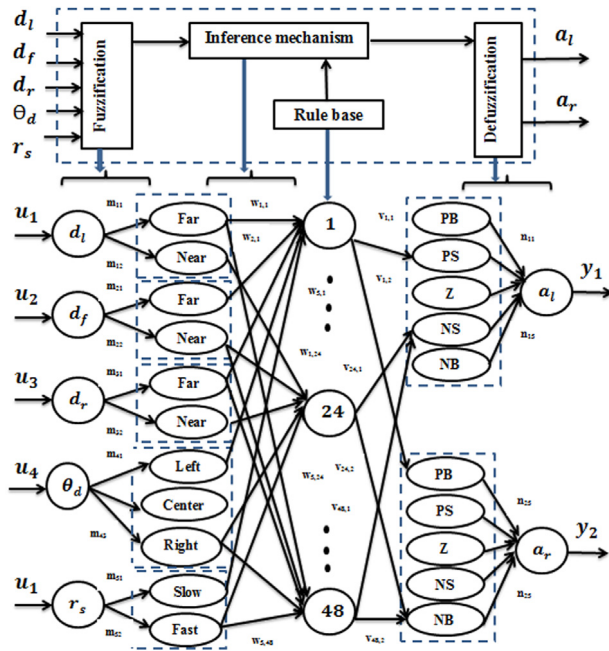 d_l
d_f
d_r
Θ_d
r_s
Fuzzification
Inference mechanism
Rule base
Defuzzification
a_l
a_r
u_1
u_2
u_3
u_4
u_1
d_l
d_f
d_r
θ_d
r_s
m_11
m_12
m_21
m_22
m_31
m_32
m_41
m_43
m_51
m_52
Far
Near
Far
Near
Far
Near
Left
Center
Right
Slow
Fast
w_1,1
w_2,1
w_5,1
w_1,24
w_5,24
w_5,48
1
24
48
v_1,1
v_1,2
v_24,1
v_24,2
v_48,1
v_48,2
PB
PS
Z
NS
NB
PB
PS
Z
NS
NB
n_11
n_15
n_25
n_25
a_l
a_r
y_1
y_2